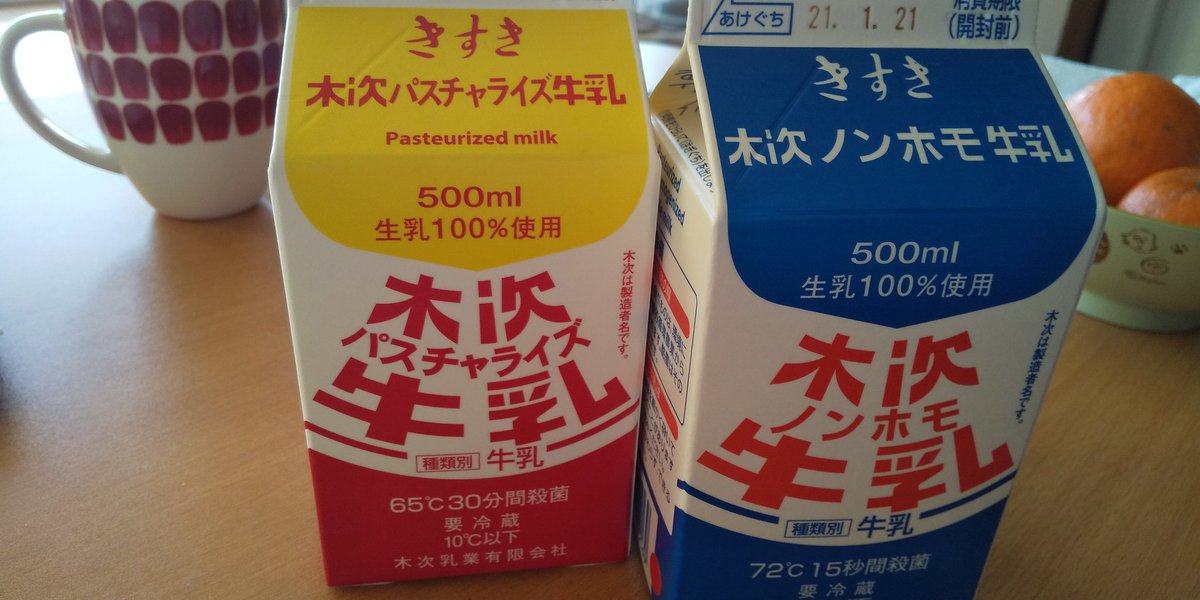 きすき
木次パスチャライズ牛乳
Pasteurized milk
500ml
生乳100%使用
木次は製造者名です。
木次
パスチャライズ
牛乳
種類別 牛乳
65℃30分間殺菌
要冷蔵
10℃以下
木次乳業有限会社
あけぐち
21. 1. 21
消費期限
(開封前)
きすき
木次 ノンホモ牛乳
500ml
生乳100%使用
木次は製造者名です。
木次
ノンホモ
牛乳
種類別 牛乳
72℃15秒間殺菌
要冷蔵